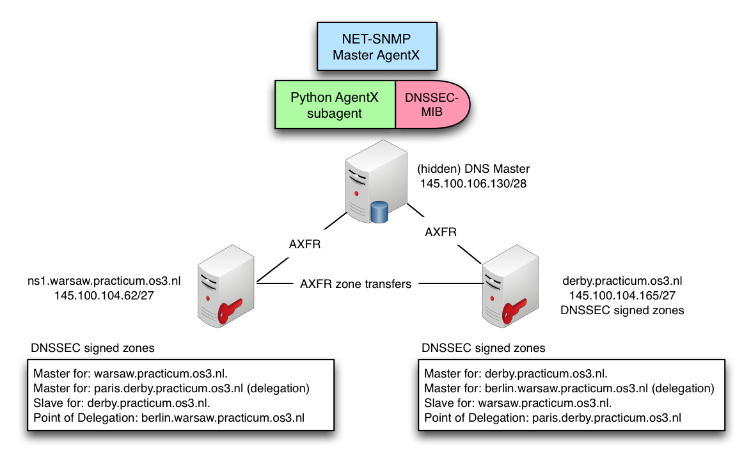 NET-SNMP
Master AgentX
Python AgentX
subagent
DNSSEC-
MIB
(hidden) DNS Master
145.100.106.130/28
AXFR
AXFR
ns1.warsaw.practicum.os3.nl
145.100.104.62/27
AXFR zone transfers
derby.practicum.os3.nl
145.100.104.165/27
DNSSEC signed zones
DNSSEC signed zones
Master for: warsaw.practicum.os3.nl.
Master for: paris.derby.practicum.os3.nl (delegation)
Slave for: derby.practicum.os3.nl.
Point of Delegation: berlin.warsaw.practicum.os3.nl
DNSSEC signed zones
Master for: derby.practicum.os3.nl.
Master for: berlin.warsaw.practicum.os3.nl (delegation)
Slave for: warsaw.practicum.os3.nl.
Point of Delegation: paris.derby.practicum.os3.nl